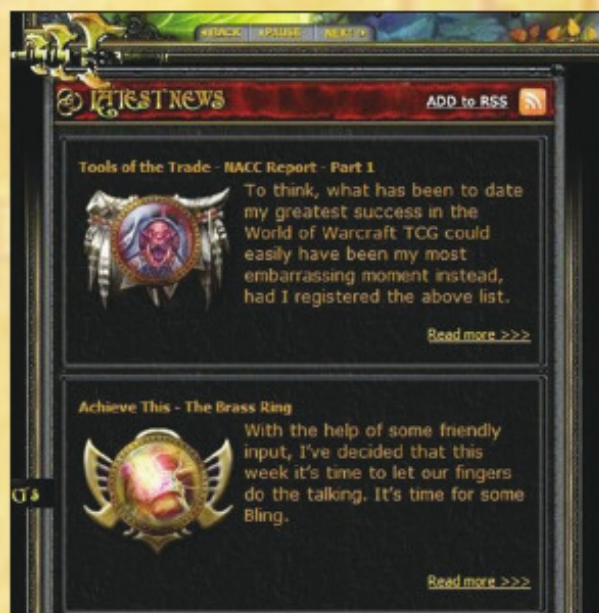 BACK PAUSE NEXT
LATEST NEWS
ADD to RSS
Tools of the Trade - NACC Report - Part 1
To think, what has been to date
my greatest success in the
World of Warcraft TCG could
easily have been my most
embarrassing moment instead,
had I registered the above list.
Read more >>>
Achieve This - The Brass Ring
With the help of some friendly
input, I've decided that this
week it's time to let our fingers
do the talking. It's time for some
Bling.
Read more >>>